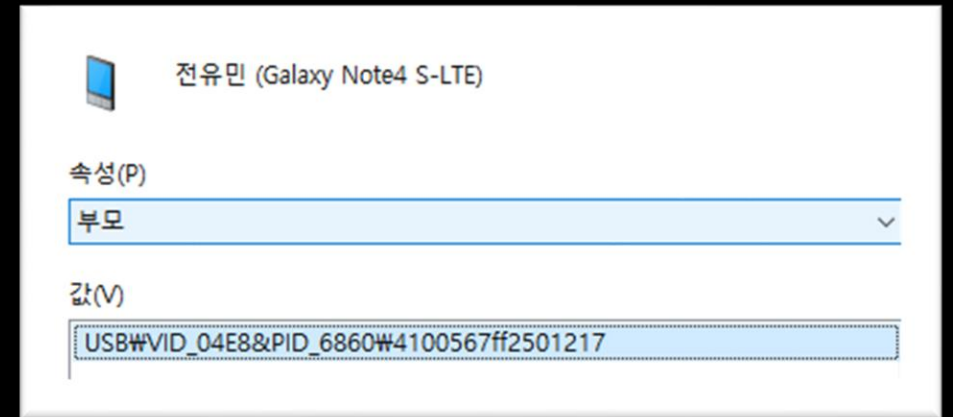 전유민 (Galaxy Note4 S-LTE)
속성(P)
부모
값(V)
USB₩VID_04E8&PID_6860₩4100567ff2501217